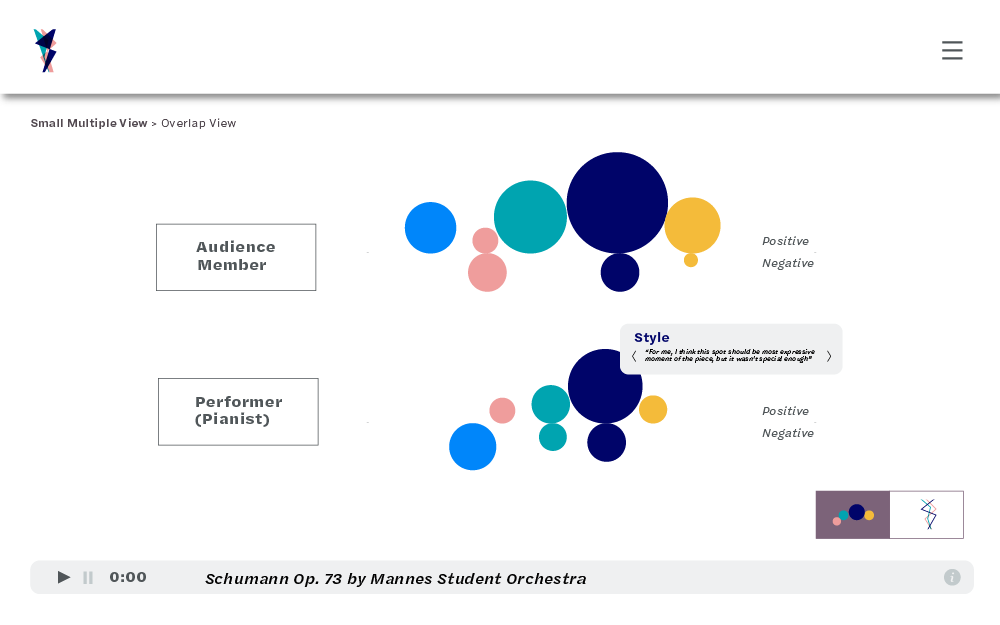 Small Multiple View > Overlap View
Audience
Member
Positive
Negative
Style
"For me, I think this spot should be most expressive
moment of the piece, but it wasn't special enough"
Performer
(Pianist)
Positive
Negative
0:00
Schumann Op. 73 by Mannes Student Orchestra
i